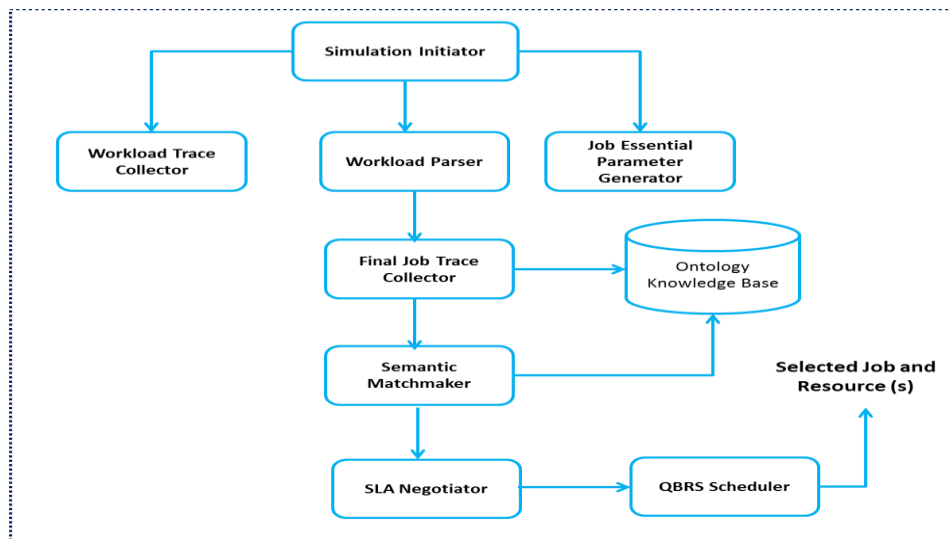 Simulation Initiator
Workload Trace
Collector
Workload Parser
Job Essential
Parameter
Generator
Final Job Trace
Collector
Ontology
Knowledge Base
Semantic
Matchmaker
Selected Job and
Resource (s)
SLA Negotiator
QBRS Scheduler